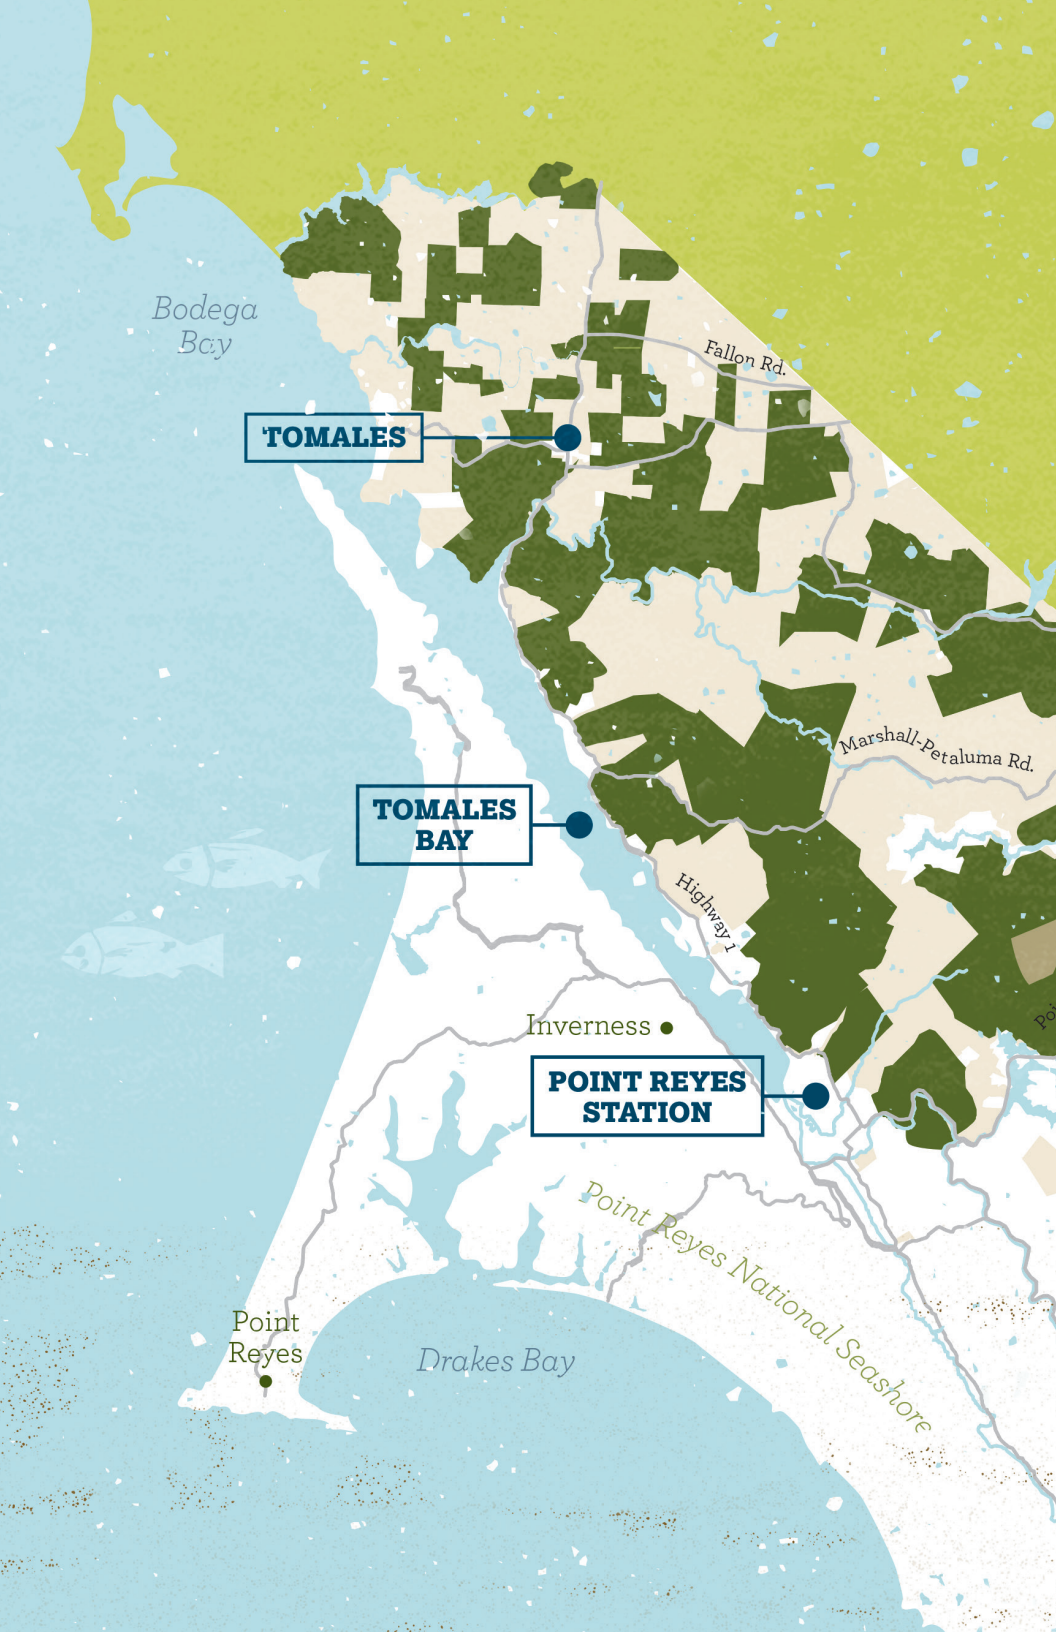 Bodega
Bay
Fallon Rd.
TOMALES
Marshall-Petaluma Rd.
TOMALES
BAY
Highway 1
Inverness
POINT REYES
STATION
Point Reyes National Seashore
Point
Reyes
Drakes Bay